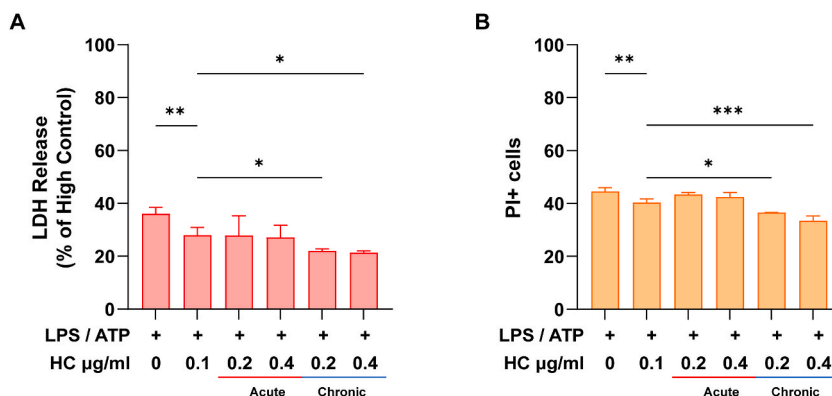 A
LDH Release
(% of High Control)
100
80
60
40
20
0
*
**
*
LPS / ATP + + + + + +
HC µg/ml 0 0.1 0.2 0.4 0.2 0.4
Acute Chronic
B
PI+ cells
100
80
60
40
20
0
**
***
*
LPS / ATP + + + + + +
HC µg/ml 0 0.1 0.2 0.4 0.2 0.4
Acute Chronic